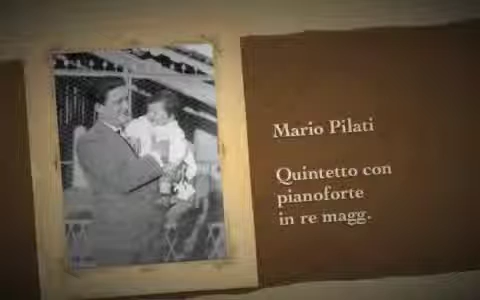 Mario Pilati
Quintetto con
pianoforte
in re magg.